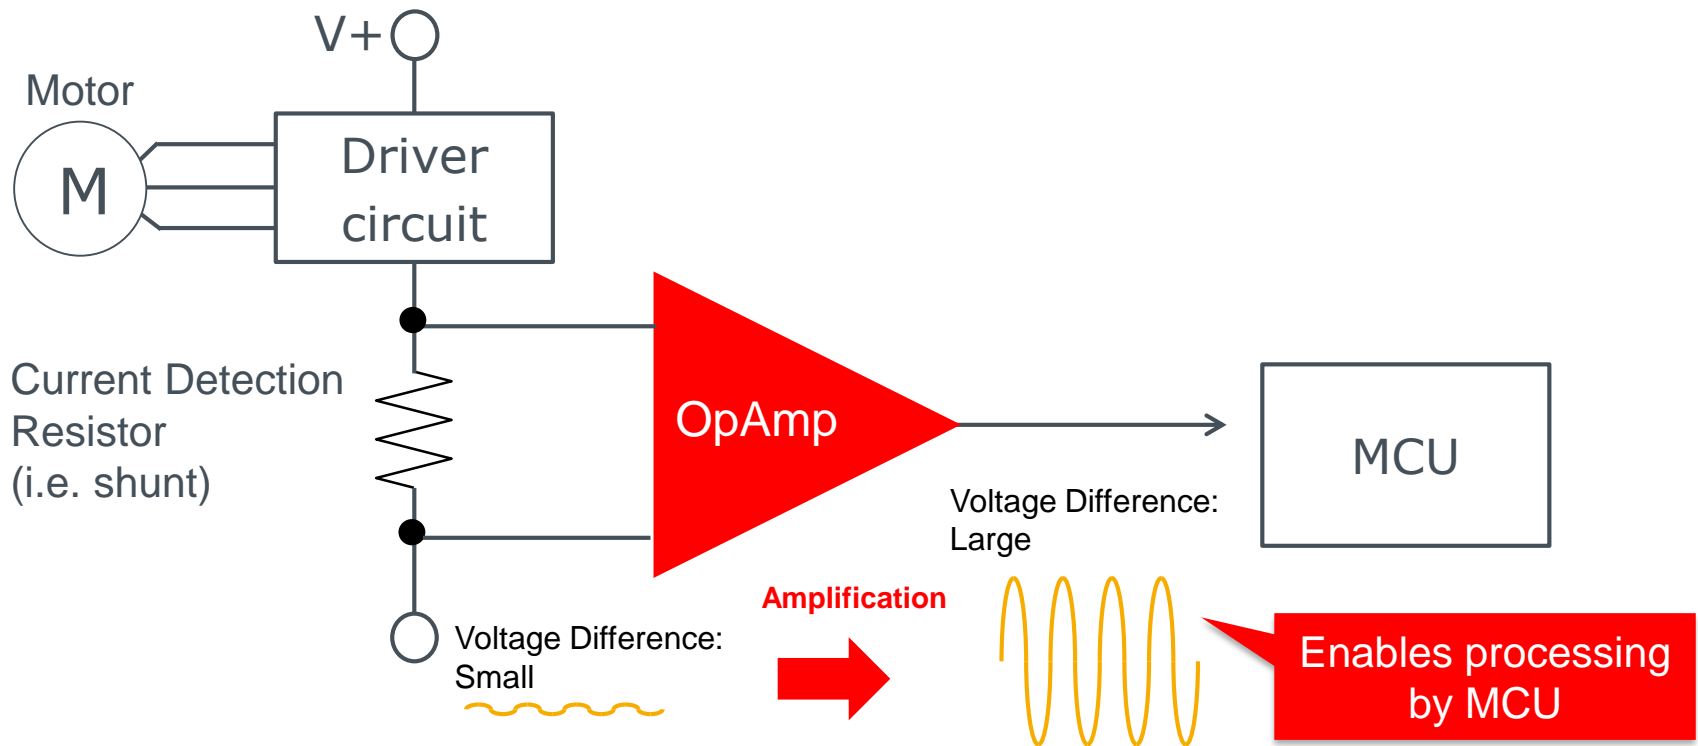 V+
Motor
M
Driver
circuit
Current Detection
Resistor
(i.e. shunt)
OpAmp
MCU
Voltage Difference:
Large
Amplification
Voltage Difference:
Small
Enables processing
by MCU